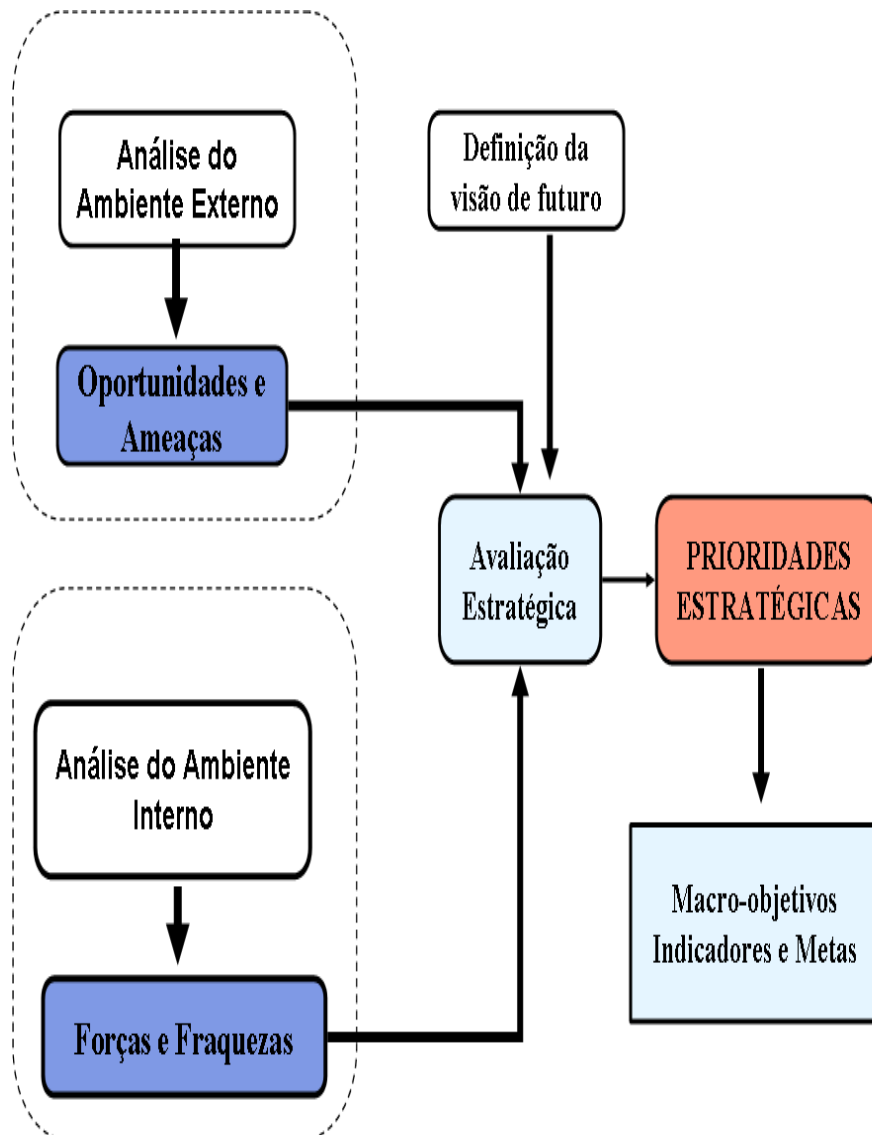 Análise do
Ambiente Externo
Definição da
visão de futuro
Oportunidades e
Ameaças
Avaliação
Estratégica
PRIORIDADES
ESTRATÉGICAS
Análise do Ambiente
Interno
Macro-objetivos
Indicadores e Metas
Forças e Fraquezas